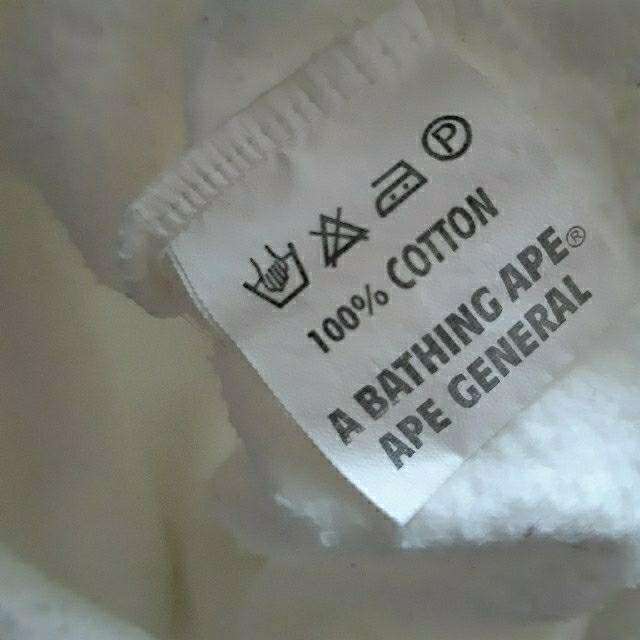 P
100% COTTON
A BATHING APE®
APE GENERAL